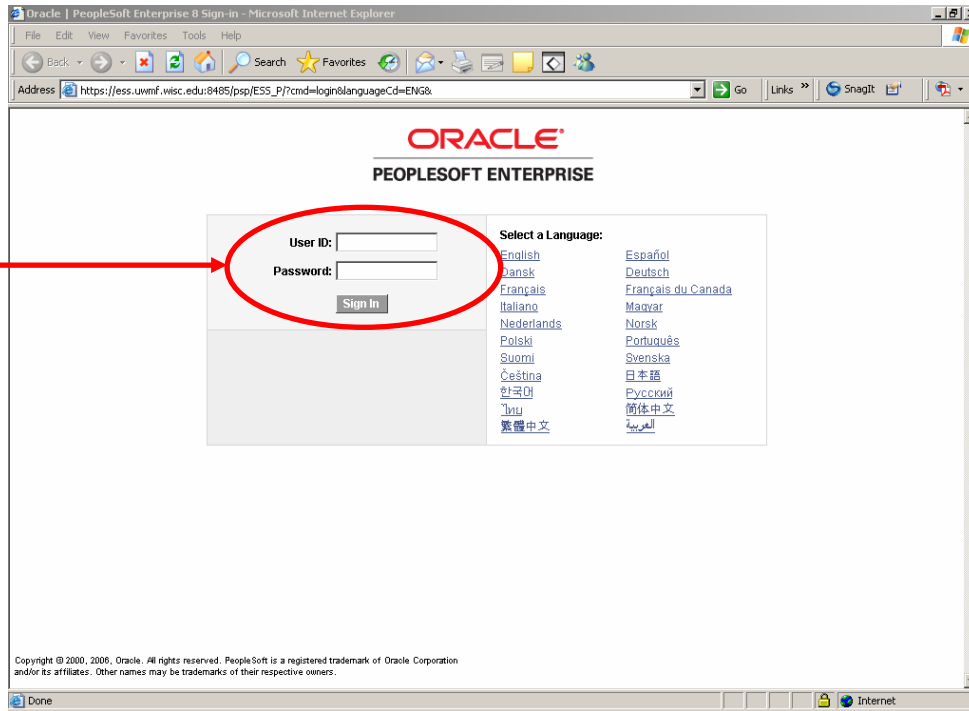 Oracle | PeopleSoft Enterprise 8 Sign-in - Microsoft Internet Explorer
File Edit View Favorites Tools Help
Back Search Favorites
Address https://ess.uwmf.wisc.edu:8485/psp/ESS_P/?cmd=login&languageCd=ENG& Go Links » SnagIt
ORACLE®
PEOPLESOFT ENTERPRISE
User ID:
Password:
Sign In
Select a Language:
English Español
Dansk Deutsch
Français Français du Canada
Italiano Magyar
Nederlands Norsk
Polski Português
Suomi Svenska
Čeština 日本語
한국어 Русский
ไทย 简体中文
繁體中文 العربية
Copyright © 2000, 2006, Oracle. All rights reserved. PeopleSoft is a registered trademark of Oracle Corporation
and/or its affiliates. Other names may be trademarks of their respective owners.
Done Internet